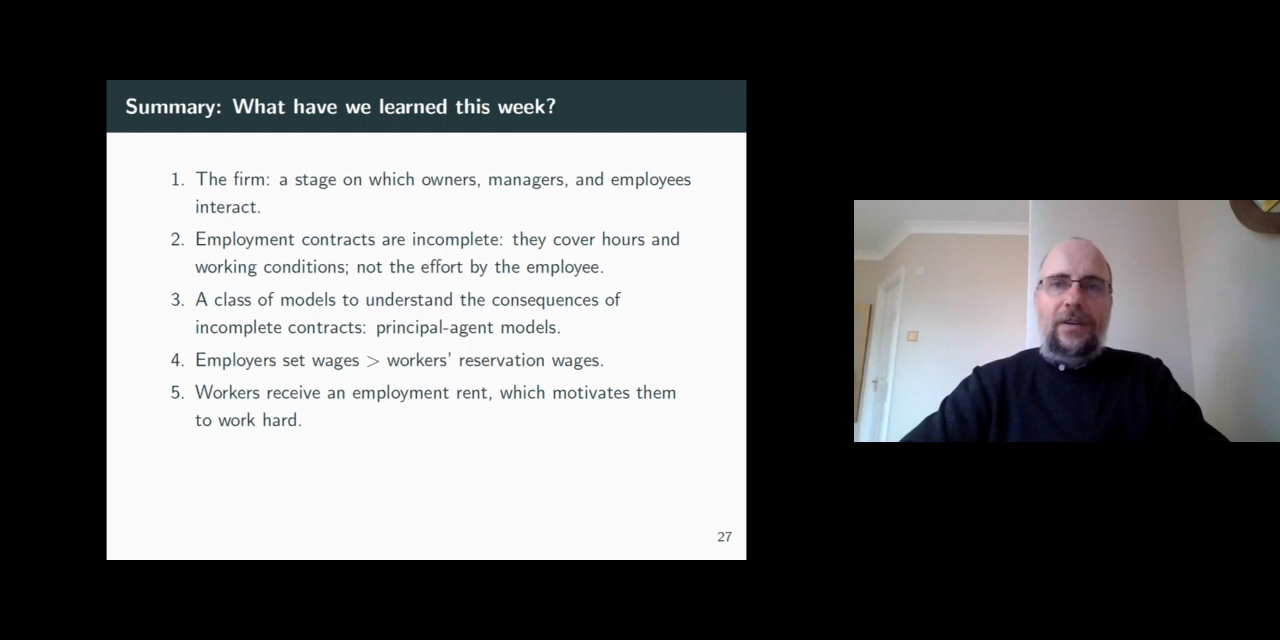 Summary: What have we learned this week?
1. The firm: a stage on which owners, managers, and employees
interact.
2. Employment contracts are incomplete: they cover hours and
working conditions; not the effort by the employee.
3. A class of models to understand the consequences of
incomplete contracts: principal-agent models.
4. Employers set wages > workers' reservation wages.
5. Workers receive an employment rent, which motivates them
to work hard.
27